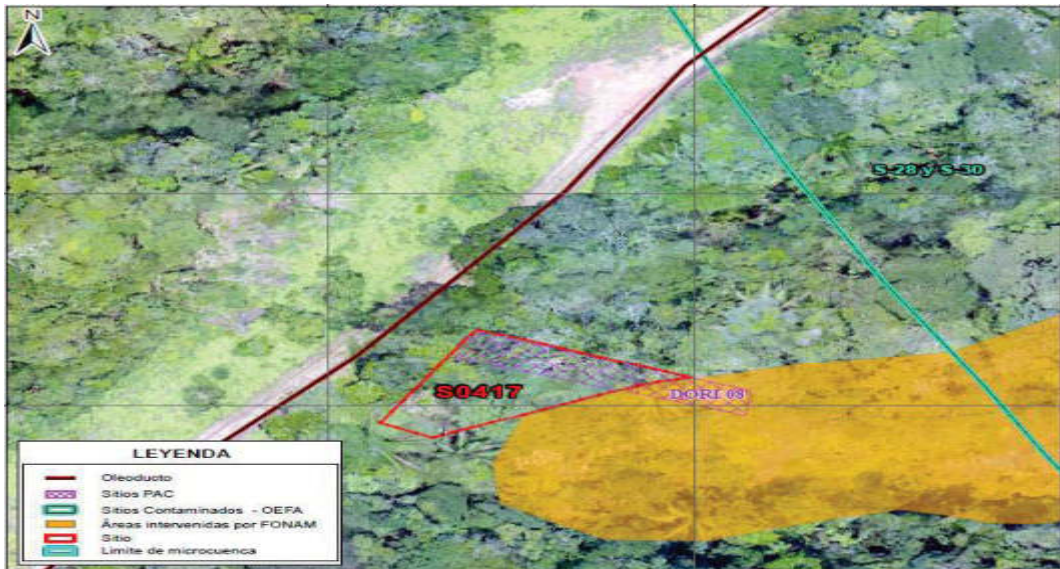 N
S-28 y S-30
S0417
DORI 08
LEYENDA
Oleoducto
Sitios PAC
Sitios Contaminados - OEFA
Áreas intervenidas por FONAM
Sitio
Limite de microcuenca